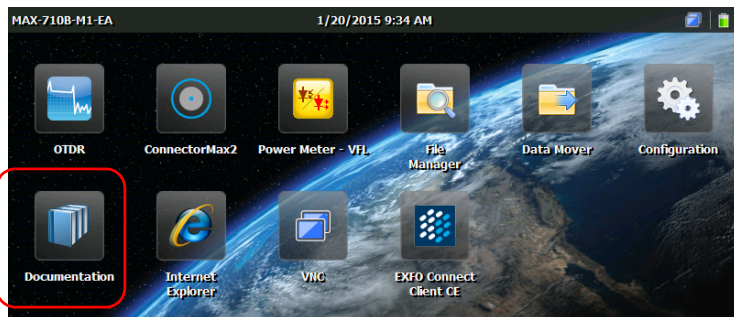 MAX-710B-M1-EA 1/20/2015 9:34 AM
OTDR ConnectorMax2 Power Meter - VFL File Manager Data Mover Configuration
Documentation Internet Explorer VNC EXFO Connect Client CE